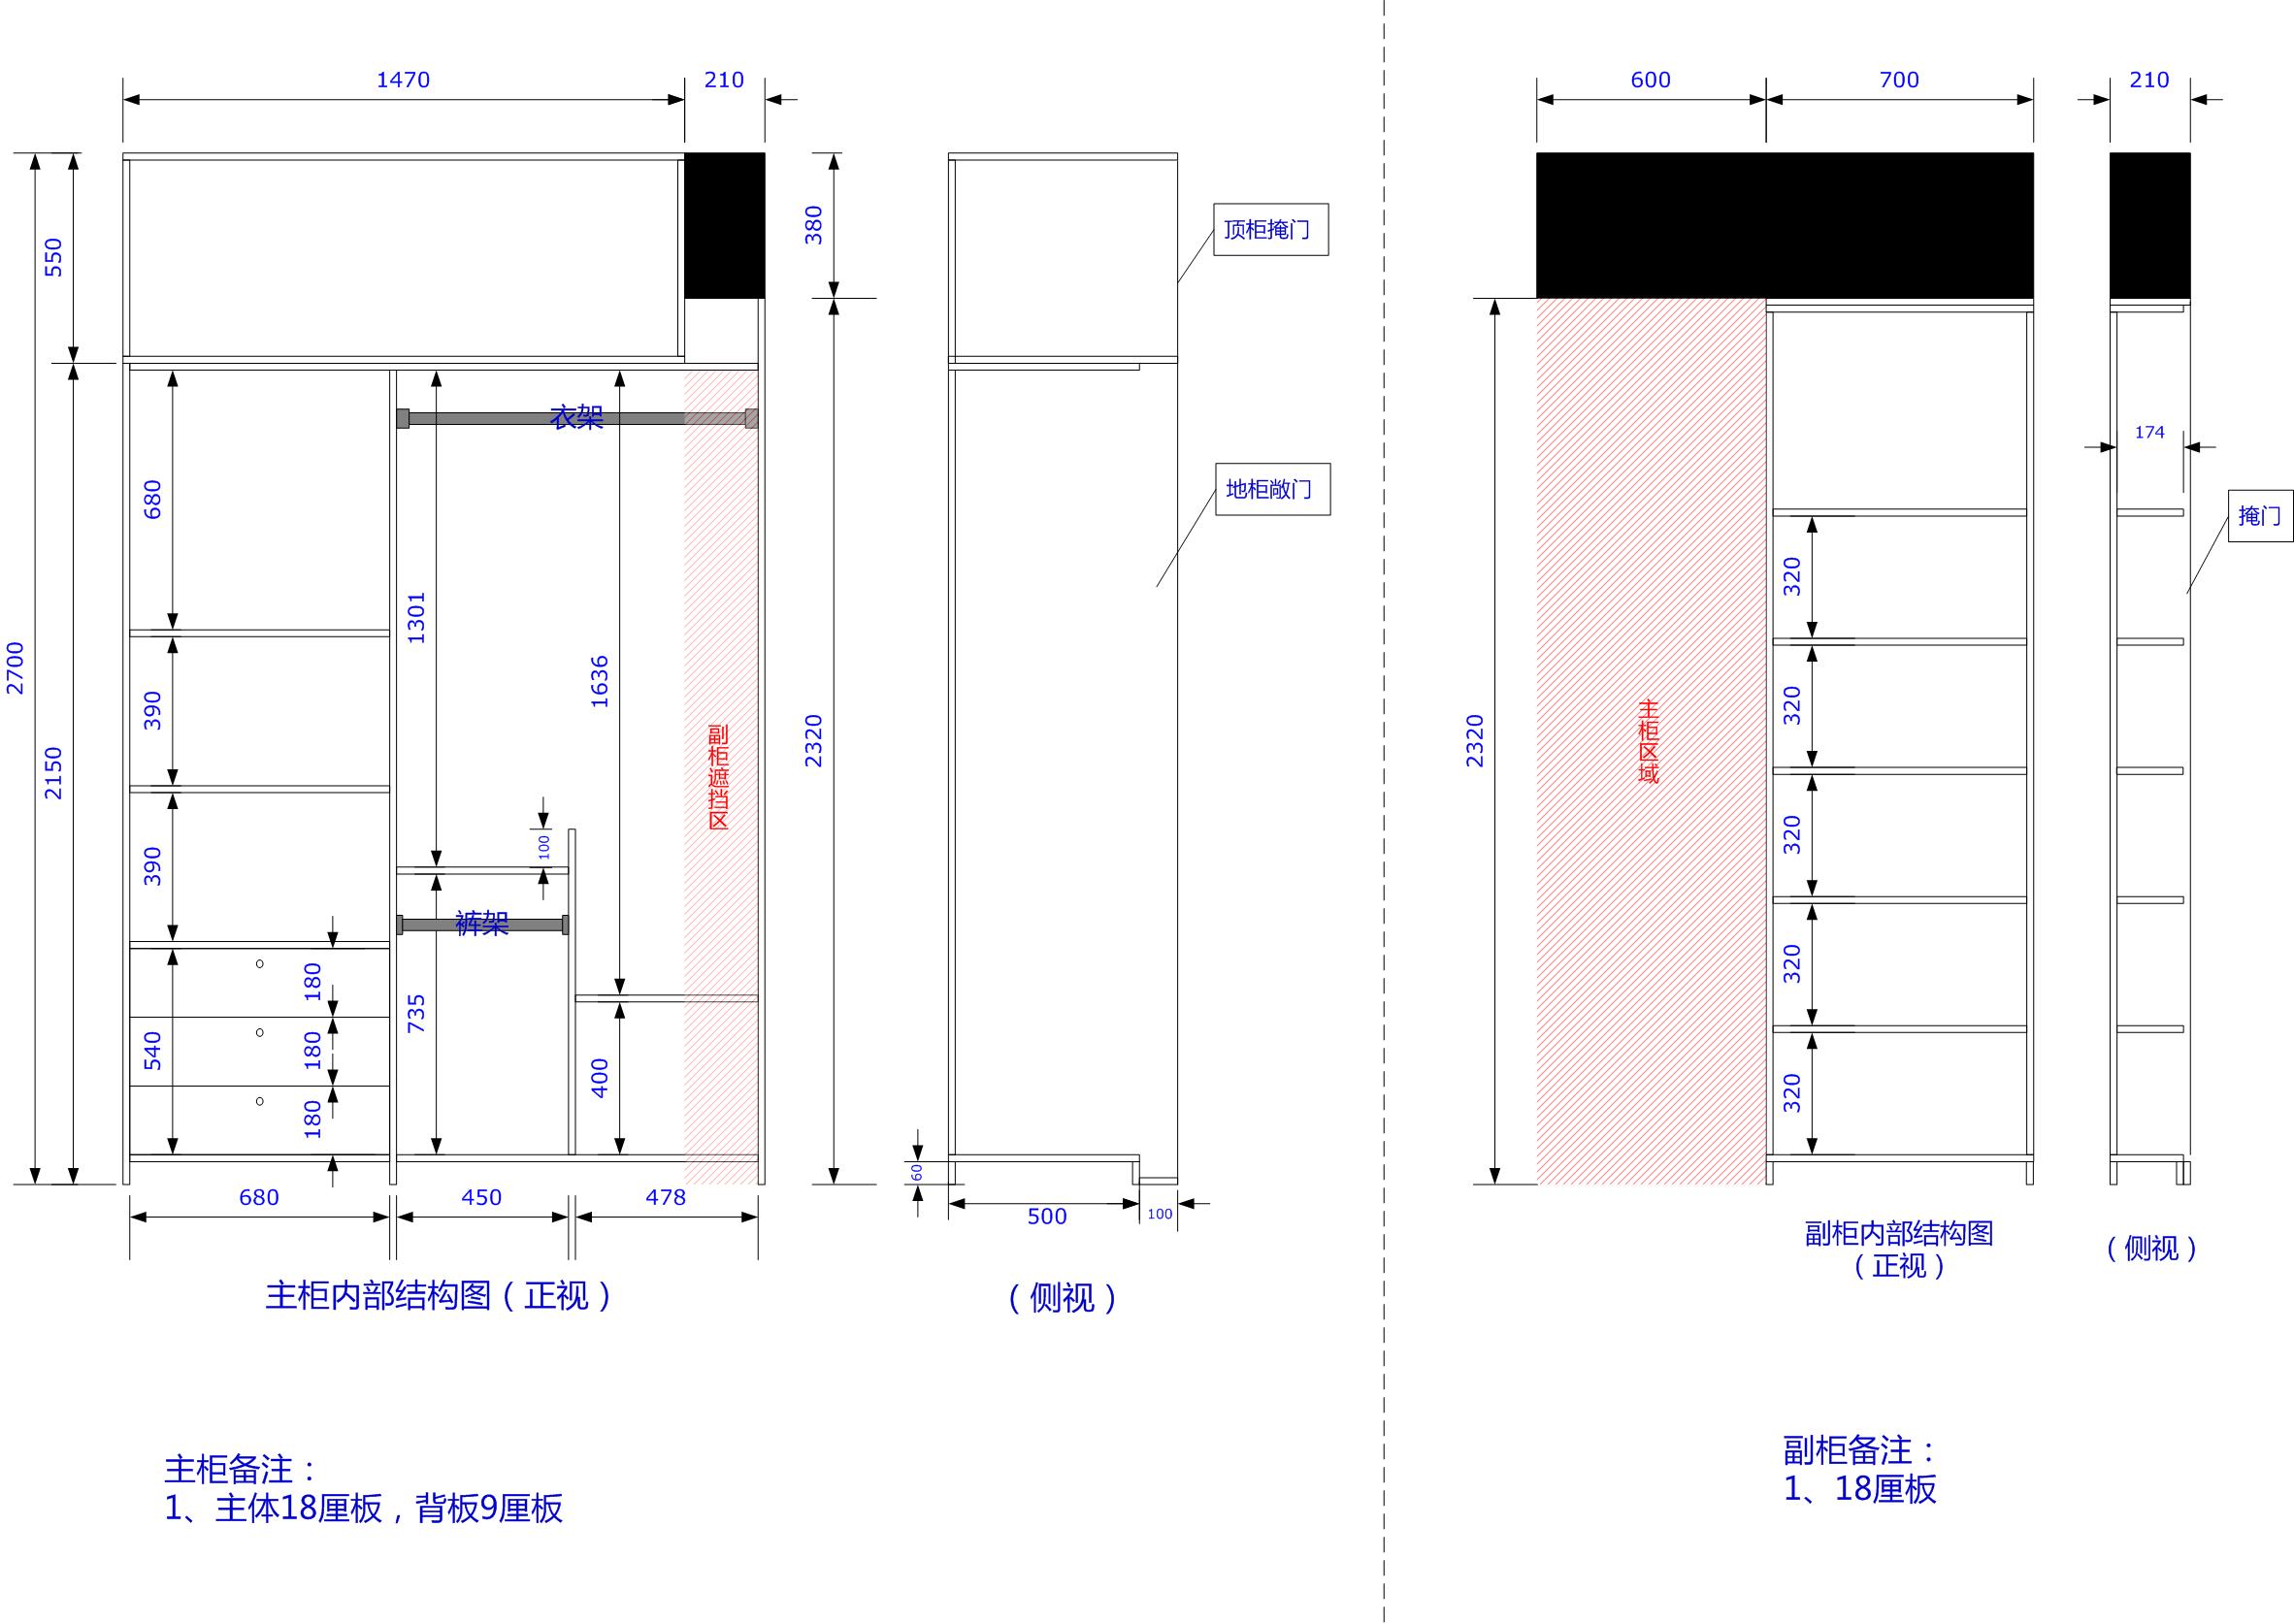 1470
210
550
2700
2150
680
390
390
540
180
180
180
衣架
1301
1636
100
裤架
735
400
副柜遮挡区
680
450
478
主柜内部结构图（正视）
380
2320
顶柜掩门
地柜敞门
60
500
100
（侧视）
主柜备注：
1、主体18厘板，背板9厘板
600
700
210
2320
主柜区域
320
320
320
320
320
174
掩门
副柜内部结构图
（正视）
（侧视）
副柜备注：
1、18厘板